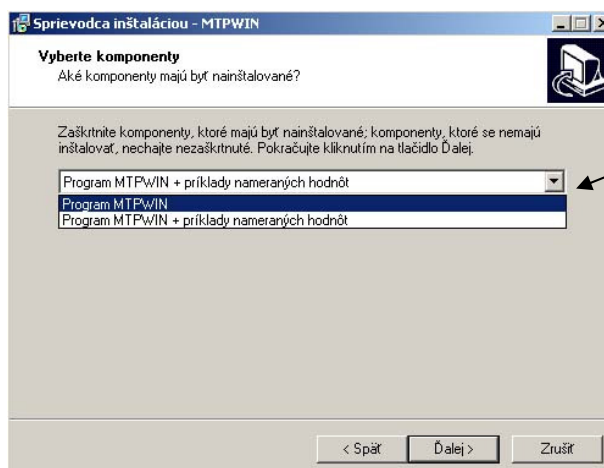 Sprievodca inštaláciou - MTPWIN
Vyberte komponenty
Aké komponenty majú byť nainštalované?
Zaškrtnite komponenty, ktoré majú byť nainštalované; komponenty, ktoré se nemajú
inštalovať, nechajte nezaškrtnuté. Pokračujte kliknutím na tlačidlo Ďalej.
Program MTPWIN + príklady nameraných hodnôt
Program MTPWIN
Program MTPWIN + príklady nameraných hodnôt
< Späť
Ďalej >
Zrušiť